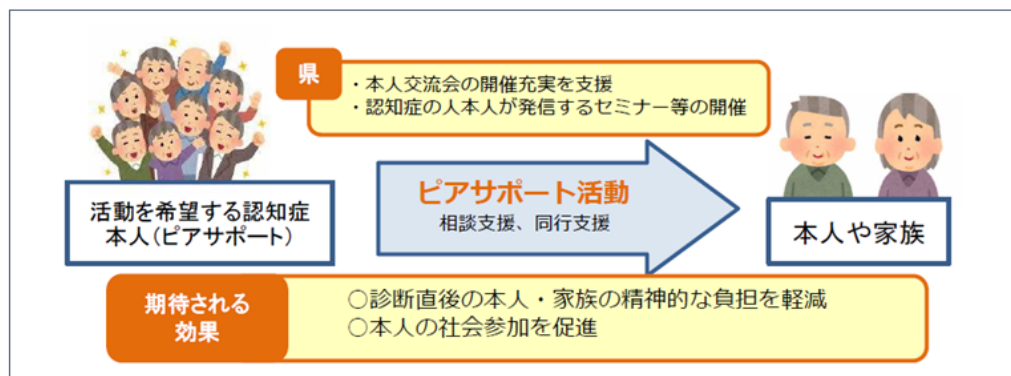 県
・本人交流会の開催充実を支援
・認知症の人本人が発信するセミナー等の開催
活動を希望する認知症
本人(ピアサポート)
ピアサポート活動
相談支援、同行支援
本人や家族
期待される
効果
○診断直後の本人・家族の精神的な負担を軽減
○本人の社会参加を促進